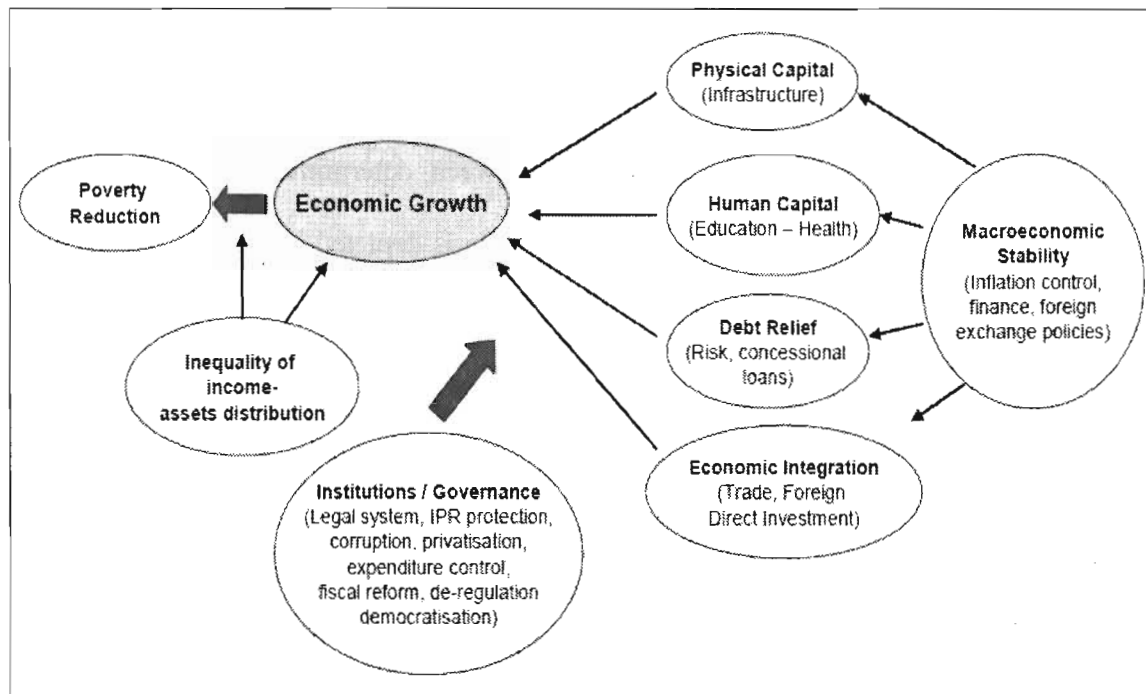 Physical Capital
(Infrastructure)
Poverty
Reduction
Economic Growth
Human Capital
(Education – Health)
Macroeconomic
Stability
(Inflation control,
finance, foreign
exchange policies)
Debt Relief
(Risk, concessional
loans)
Inequality of
income-
assets distribution
Economic Integration
(Trade, Foreign
Direct Investment)
Institutions / Governance
(Legal system, IPR protection,
corruption, privatisation,
expenditure control,
fiscal reform, de-regulation
democratisation)